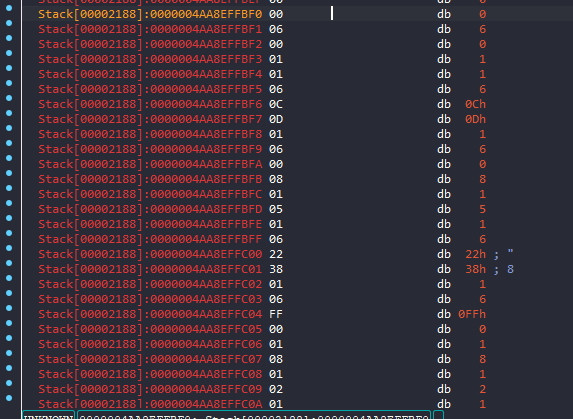 Stack[00002188]:0000004AA8EFFBF0 00 db 0
Stack[00002188]:0000004AA8EFFBF1 06 db 6
Stack[00002188]:0000004AA8EFFBF2 00 db 0
Stack[00002188]:0000004AA8EFFBF3 01 db 1
Stack[00002188]:0000004AA8EFFBF4 01 db 1
Stack[00002188]:0000004AA8EFFBF5 06 db 6
Stack[00002188]:0000004AA8EFFBF6 0C db 0Ch
Stack[00002188]:0000004AA8EFFBF7 0D db 0Dh
Stack[00002188]:0000004AA8EFFBF8 01 db 1
Stack[00002188]:0000004AA8EFFBF9 06 db 6
Stack[00002188]:0000004AA8EFFBFA 00 db 0
Stack[00002188]:0000004AA8EFFBFB 08 db 8
Stack[00002188]:0000004AA8EFFBFC 01 db 1
Stack[00002188]:0000004AA8EFFBFD 05 db 5
Stack[00002188]:0000004AA8EFFBFE 01 db 1
Stack[00002188]:0000004AA8EFFBFF 06 db 6
Stack[00002188]:0000004AA8EFFC00 22 db 22h ; "
Stack[00002188]:0000004AA8EFFC01 38 db 38h ; 8
Stack[00002188]:0000004AA8EFFC02 01 db 1
Stack[00002188]:0000004AA8EFFC03 06 db 6
Stack[00002188]:0000004AA8EFFC04 FF db 0FFh
Stack[00002188]:0000004AA8EFFC05 00 db 0
Stack[00002188]:0000004AA8EFFC06 01 db 1
Stack[00002188]:0000004AA8EFFC07 08 db 8
Stack[00002188]:0000004AA8EFFC08 01 db 1
Stack[00002188]:0000004AA8EFFC09 02 db 2
Stack[00002188]:0000004AA8EFFC0A 01 db 1